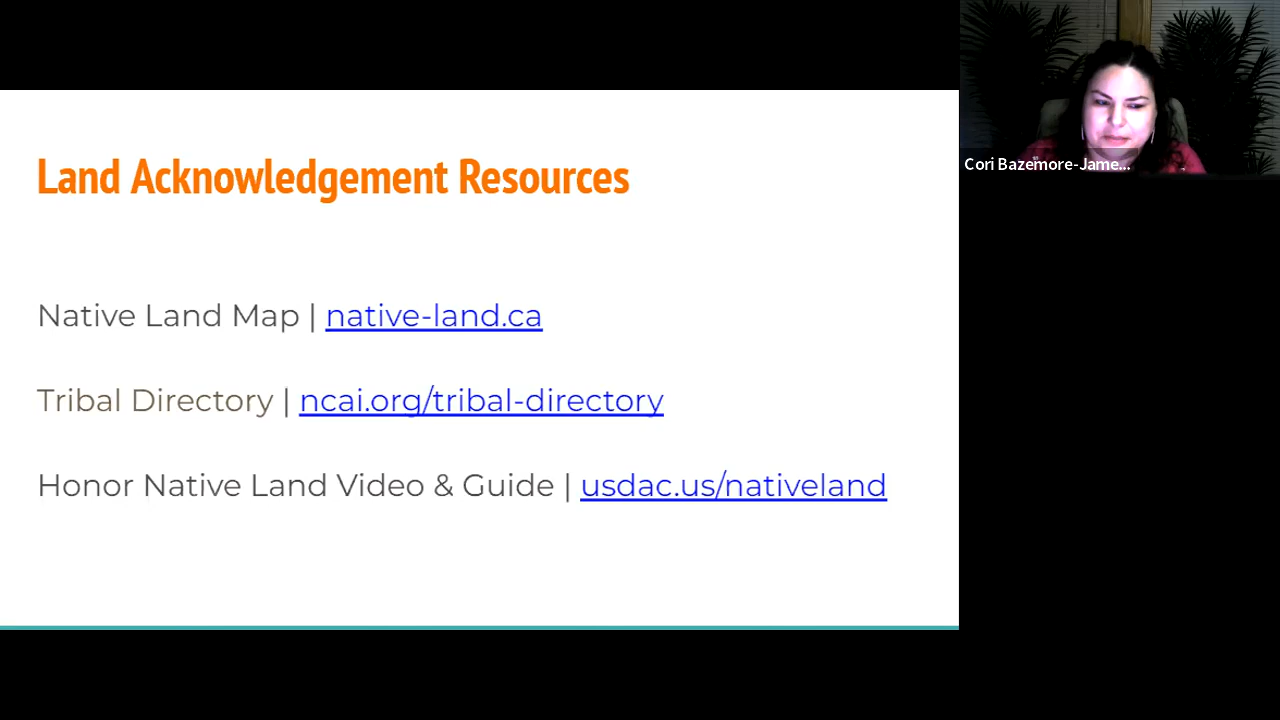 Land Acknowledgement Resources
Native Land Map | native-land.ca
Tribal Directory | ncai.org/tribal-directory
Honor Native Land Video & Guide | usdac.us/nativeland
Cori Bazemore-Jame...